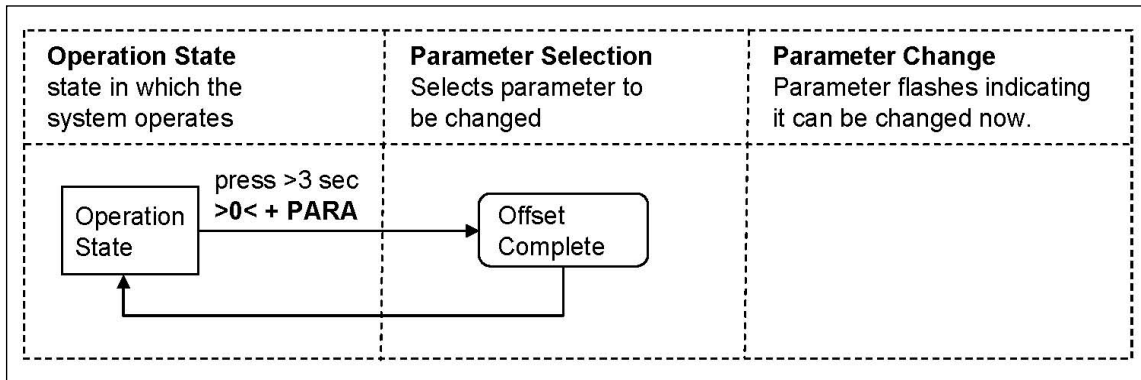 Operation State
state in which the
system operates
Parameter Selection
Selects parameter to
be changed
Parameter Change
Parameter flashes indicating
it can be changed now.
press >3 sec
>0< + PARA
Operation
State
Offset
Complete